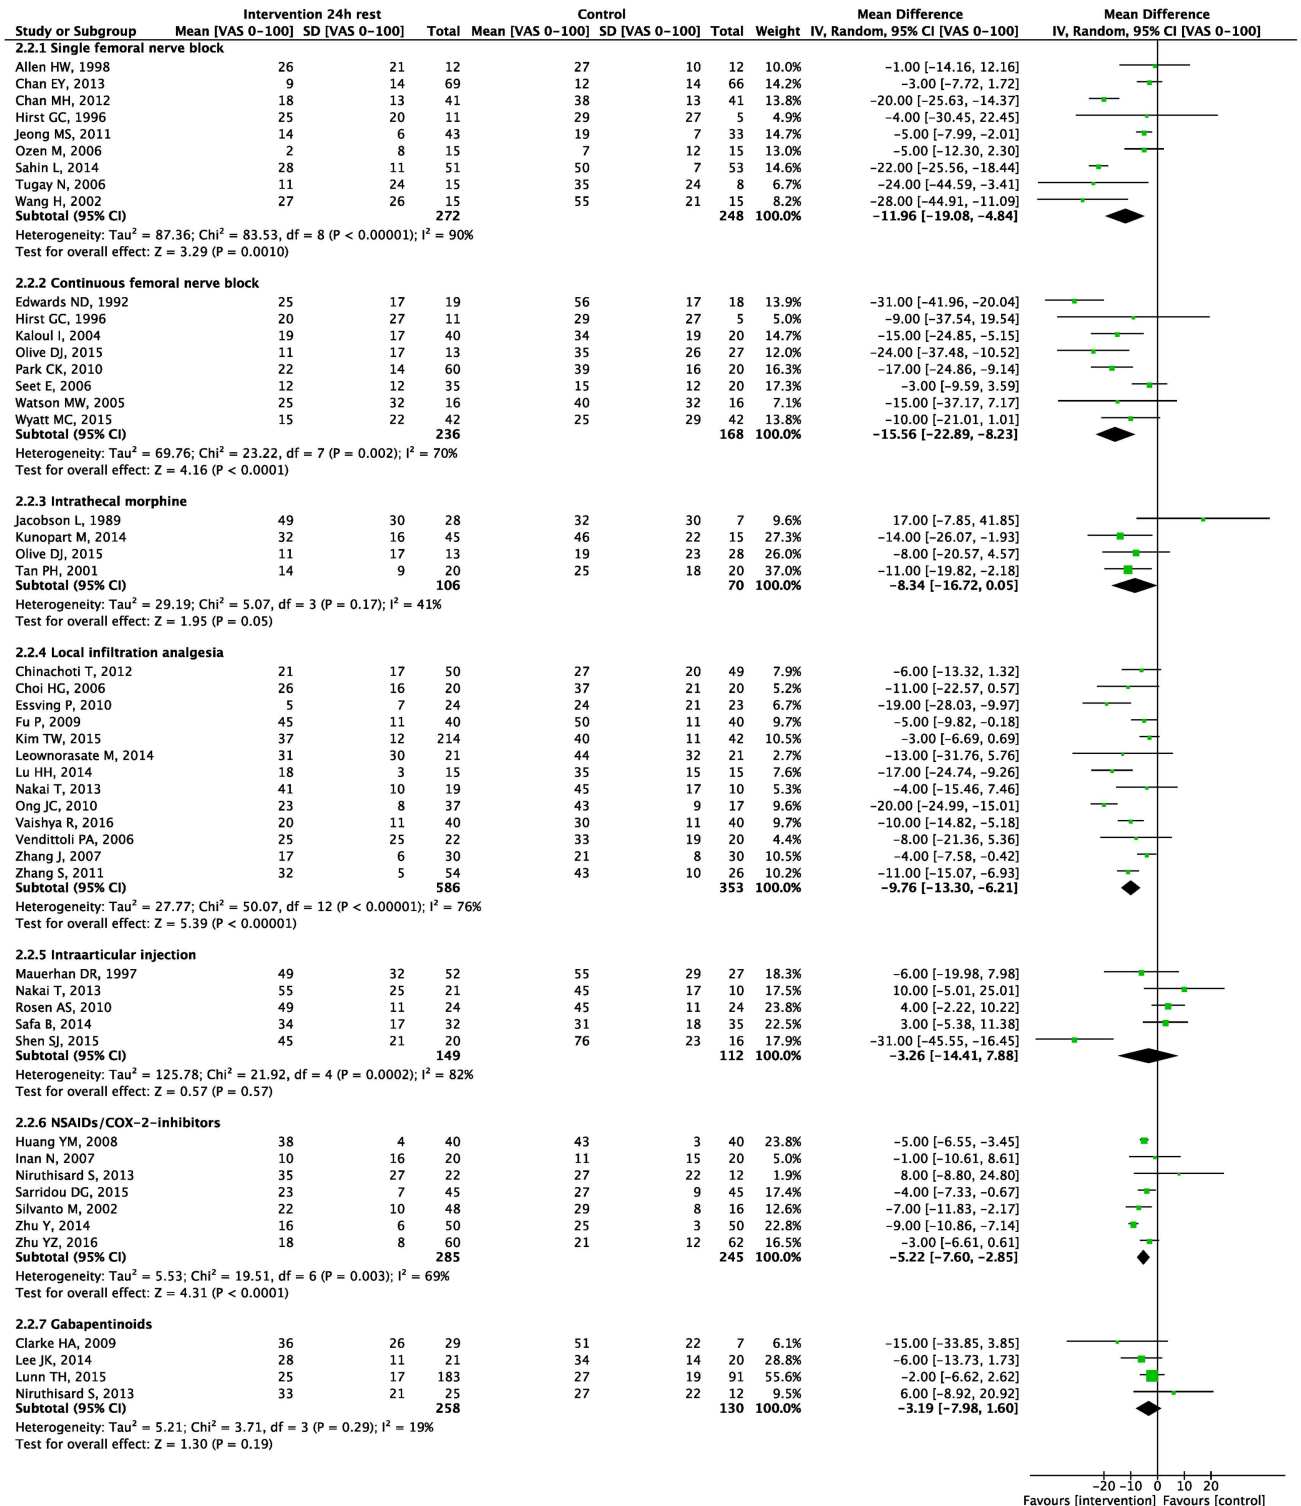 Intervention 24h rest Control Mean Difference Mean Difference
Study or Subgroup Mean [VAS 0-100] SD [VAS 0-100] Total Mean [VAS 0-100] SD [VAS 0-100] Total Weight IV, Random, 95% CI [VAS 0-100] IV, Random, 95% CI [VAS 0-100]
2.2.1 Single femoral nerve block
Allen HW, 1998 26 21 12 27 10 12 10.0% -1.00 [-14.16, 12.16]
Chan EY, 2013 9 14 69 12 14 66 14.2% -3.00 [-7.72, 1.72]
Chan MH, 2012 18 13 41 38 13 41 13.8% -20.00 [-25.63, -14.37]
Hirst GC, 1996 25 20 11 29 27 5 4.9% -4.00 [-30.45, 22.45]
Jeong MS, 2011 14 6 43 19 7 33 14.7% -5.00 [-7.99, -2.01]
Ozen M, 2006 2 8 15 7 12 15 13.0% -5.00 [-12.30, 2.30]
Sahin L, 2014 28 11 51 50 7 53 14.6% -22.00 [-25.56, -18.44]
Tugay N, 2006 11 24 15 35 24 8 6.7% -24.00 [-44.59, -3.41]
Wang H, 2002 27 26 15 55 21 15 8.2% -28.00 [-44.91, -11.09]
Subtotal (95% CI) 272 248 100.0% -11.96 [-19.08, -4.84]
Heterogeneity: Tau² = 87.36; Chi² = 83.53, df = 8 (P < 0.00001); I² = 90%
Test for overall effect: Z = 3.29 (P = 0.0010)
2.2.2 Continuous femoral nerve block
Edwards ND, 1992 25 17 19 56 17 18 13.9% -31.00 [-41.96, -20.04]
Hirst GC, 1996 20 27 11 29 27 5 5.0% -9.00 [-37.54, 19.54]
Kaloul I, 2004 19 17 40 34 19 20 14.7% -15.00 [-24.85, -5.15]
Olive DJ, 2015 11 17 13 35 26 27 12.0% -24.00 [-37.48, -10.52]
Park CK, 2010 22 14 60 39 16 20 16.3% -17.00 [-24.86, -9.14]
Seet E, 2006 12 12 35 15 12 20 17.3% -3.00 [-9.59, 3.59]
Watson MW, 2005 25 32 16 40 32 16 7.1% -15.00 [-37.17, 7.17]
Wyatt MC, 2015 15 22 42 25 29 42 13.8% -10.00 [-21.01, 1.01]
Subtotal (95% CI) 236 168 100.0% -15.56 [-22.89, -8.23]
Heterogeneity: Tau² = 69.76; Chi² = 23.22, df = 7 (P = 0.002); I² = 70%
Test for overall effect: Z = 4.16 (P < 0.0001)
2.2.3 Intrathecal morphine
Jacobson L, 1989 49 30 28 32 30 7 9.6% 17.00 [-7.85, 41.85]
Kunopart M, 2014 32 16 45 46 22 15 27.3% -14.00 [-26.07, -1.93]
Olive DJ, 2015 11 17 13 19 23 28 26.0% -8.00 [-20.57, 4.57]
Tan PH, 2001 14 9 20 25 18 20 37.0% -11.00 [-19.82, -2.18]
Subtotal (95% CI) 106 70 100.0% -8.34 [-16.72, 0.05]
Heterogeneity: Tau² = 29.19; Chi² = 5.07, df = 3 (P = 0.17); I² = 41%
Test for overall effect: Z = 1.95 (P = 0.05)
2.2.4 Local infiltration analgesia
Chinachoti T, 2012 21 17 50 27 20 49 7.9% -6.00 [-13.32, 1.32]
Choi HG, 2006 26 16 20 37 21 20 5.2% -11.00 [-22.57, 0.57]
Essving P, 2010 5 7 24 24 21 23 6.7% -19.00 [-28.03, -9.97]
Fu P, 2009 45 11 40 50 11 40 9.7% -5.00 [-9.82, -0.18]
Kim TW, 2015 37 12 214 40 11 42 10.5% -3.00 [-6.69, 0.69]
Leownorasate M, 2014 31 30 21 44 32 21 2.7% -13.00 [-31.76, 5.76]
Lu HH, 2014 18 3 15 35 15 15 7.6% -17.00 [-24.74, -9.26]
Nakai T, 2013 41 10 19 45 17 10 5.3% -4.00 [-15.46, 7.46]
Ong JC, 2010 23 8 37 43 9 17 9.6% -20.00 [-24.99, -15.01]
Vaishya R, 2016 20 11 40 30 11 40 9.7% -10.00 [-14.82, -5.18]
Vendittoli PA, 2006 25 25 22 33 19 20 4.4% -8.00 [-21.36, 5.36]
Zhang J, 2007 17 6 30 21 8 30 10.5% -4.00 [-7.58, -0.42]
Zhang S, 2011 32 5 54 43 10 26 10.2% -11.00 [-15.07, -6.93]
Subtotal (95% CI) 586 353 100.0% -9.76 [-13.30, -6.21]
Heterogeneity: Tau² = 27.77; Chi² = 50.07, df = 12 (P < 0.00001); I² = 76%
Test for overall effect: Z = 5.39 (P < 0.00001)
2.2.5 Intraarticular injection
Mauerhan DR, 1997 49 32 52 55 29 27 18.3% -6.00 [-19.98, 7.98]
Nakai T, 2013 55 25 21 45 17 10 17.5% 10.00 [-5.01, 25.01]
Rosen AS, 2010 49 11 24 45 11 24 23.8% 4.00 [-2.22, 10.22]
Safa B, 2014 34 17 32 31 18 35 22.5% 3.00 [-5.38, 11.38]
Shen SJ, 2015 45 21 20 76 23 16 17.9% -31.00 [-45.55, -16.45]
Subtotal (95% CI) 149 112 100.0% -3.26 [-14.41, 7.88]
Heterogeneity: Tau² = 125.78; Chi² = 21.92, df = 4 (P = 0.0002); I² = 82%
Test for overall effect: Z = 0.57 (P = 0.57)
2.2.6 NSAIDs/COX-2-inhibitors
Huang YM, 2008 38 4 40 43 3 40 23.8% -5.00 [-6.55, -3.45]
Inan N, 2007 10 16 20 11 15 20 5.0% -1.00 [-10.61, 8.61]
Niruthisard S, 2013 35 27 22 27 22 12 1.9% 8.00 [-8.80, 24.80]
Sarridou DG, 2015 23 7 45 27 9 45 17.4% -4.00 [-7.33, -0.67]
Silvanto M, 2002 22 10 48 29 8 16 12.6% -7.00 [-11.83, -2.17]
Zhu Y, 2014 16 6 50 25 3 50 22.8% -9.00 [-10.86, -7.14]
Zhu YZ, 2016 18 8 60 21 12 62 16.5% -3.00 [-6.61, 0.61]
Subtotal (95% CI) 285 245 100.0% -5.22 [-7.60, -2.85]
Heterogeneity: Tau² = 5.53; Chi² = 19.51, df = 6 (P = 0.003); I² = 69%
Test for overall effect: Z = 4.31 (P < 0.0001)
2.2.7 Gabapentinoids
Clarke HA, 2009 36 26 29 51 22 7 6.1% -15.00 [-33.85, 3.85]
Lee JK, 2014 28 11 21 34 14 20 28.8% -6.00 [-13.73, 1.73]
Lunn TH, 2015 25 17 183 27 19 91 55.6% -2.00 [-6.62, 2.62]
Niruthisard S, 2013 33 21 25 27 22 12 9.5% 6.00 [-8.92, 20.92]
Subtotal (95% CI) 258 130 100.0% -3.19 [-7.98, 1.60]
Heterogeneity: Tau² = 5.21; Chi² = 3.71, df = 3 (P = 0.29); I² = 19%
Test for overall effect: Z = 1.30 (P = 0.19)
-20 -10 0 10 20
Favours [intervention] Favours [control]